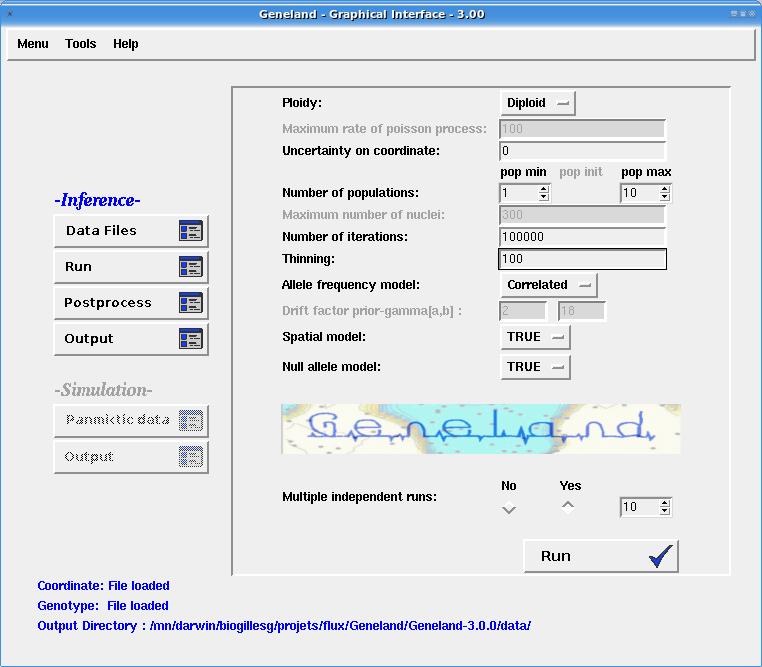 Geneland - Graphical Interface - 3.00
Menu Tools Help
Ploidy: Diploid
Maximum rate of poisson process: 100
Uncertainty on coordinate: 0
pop min pop init pop max
Number of populations: 1 10
Maximum number of nuclei: 300
Number of iterations: 100000
Thinning: 100
Allele frequency model: Correlated
Drift factor prior-gamma[a,b] : 2 18
Spatial model: TRUE
Null allele model: TRUE
-Inference-
Data Files
Run
Postprocess
Output
-Simulation-
Panmiktic data
Output
Geneland
No Yes
Multiple independent runs: 10
Run
Coordinate: File loaded
Genotype: File loaded
Output Directory : /mn/darwin/biogillesg/projets/flux/Geneland/Geneland-3.0.0/data/